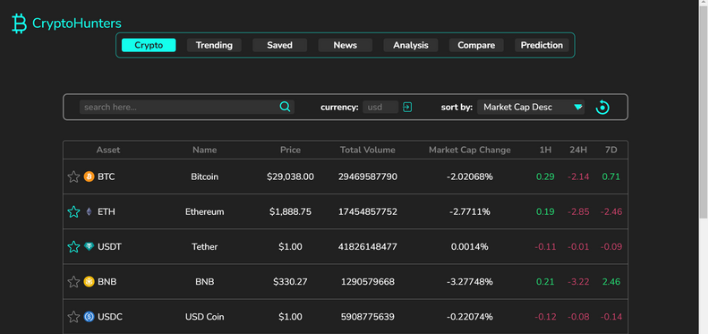 CryptoHunters
Crypto Trending Saved News Analysis Compare Prediction
search here... currency: usd sort by: Market Cap Desc
Asset Name Price Total Volume Market Cap Change 1H 24H 7D
BTC Bitcoin $29,038.00 29469587790 -2.02068% 0.29 -2.14 0.71
ETH Ethereum $1,888.75 17454857752 -2.7711% 0.19 -2.85 -2.46
USDT Tether $1.00 41826148477 0.0014% -0.11 -0.01 -0.09
BNB BNB $330.27 1290579668 -3.27748% 0.21 -3.22 2.46
USDC USD Coin $1.00 5908775639 -0.22074% -0.12 -0.08 -0.14